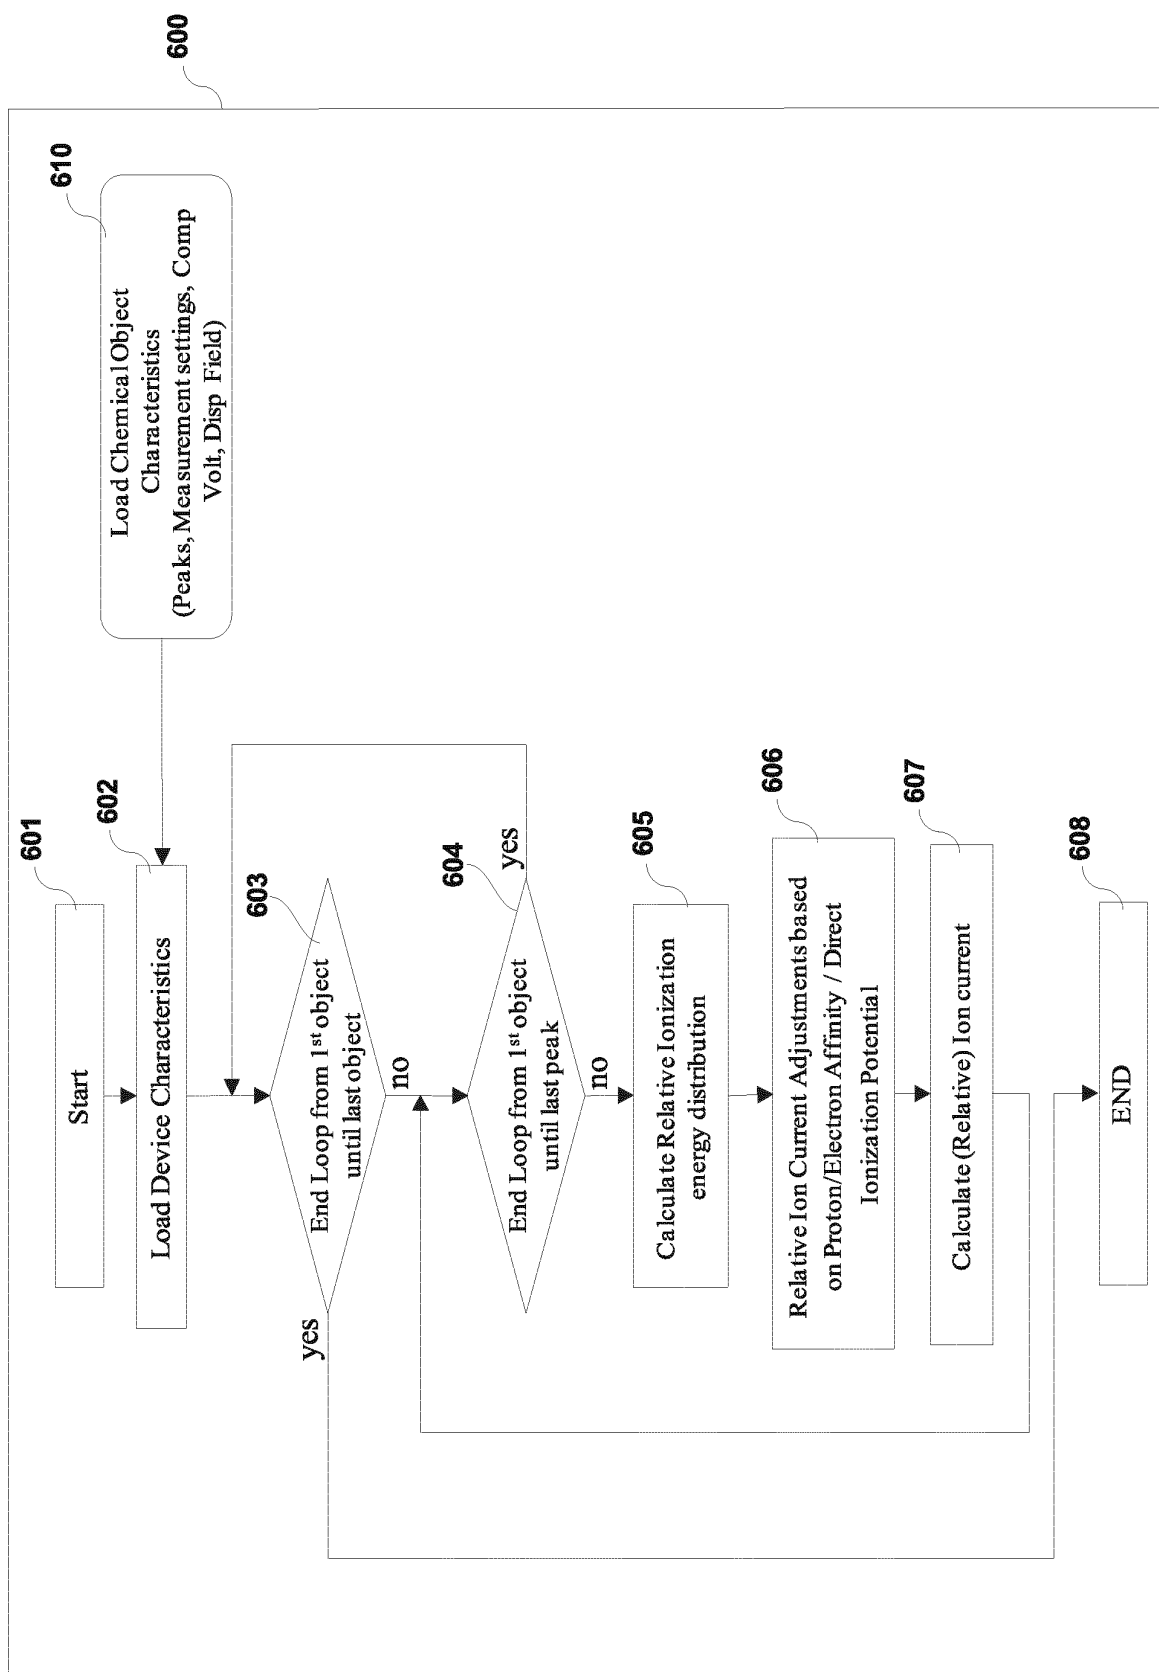 600
610
Load Chemical Object
Characteristics
(Peaks, Measurement settings, Comp
Volt, Disp Field)
601
Start
602
Load Device Characteristics
603
End Loop from 1st object
until last object
yes
no
604
End Loop from 1st object
until last peak
yes
no
605
Calculate Relative Ionization
energy distribution
606
Relative Ion Current Adjustments based
on Proton/Electron Affinity / Direct
Ionization Potential
607
Calculate (Relative) Ion current
608
END